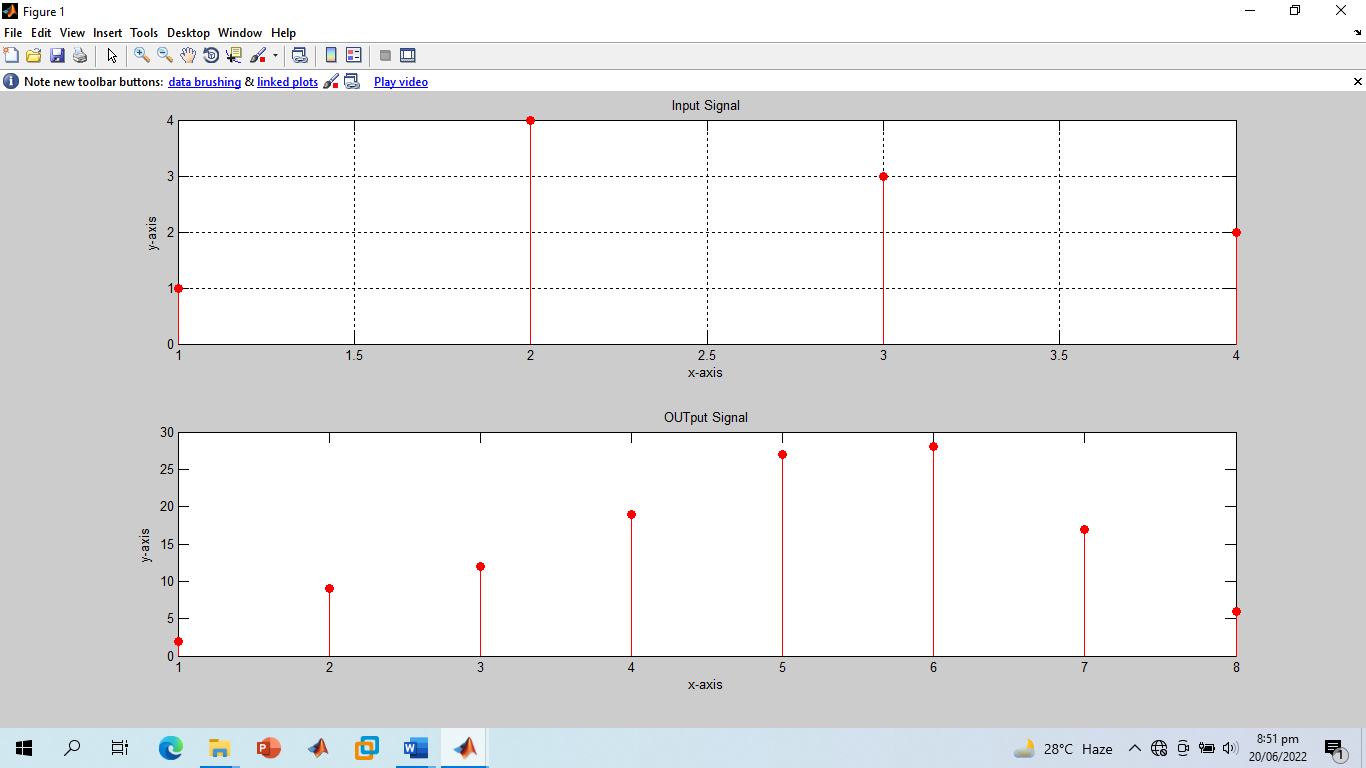 Figure 1
File Edit View Insert Tools Desktop Window Help
Note new toolbar buttons: data brushing & linked plots Play video
Input Signal
4
3
2
1
0
y-axis
1 1.5 2 2.5 3 3.5 4
x-axis
OUTput Signal
30
25
20
15
10
5
0
y-axis
1 2 3 4 5 6 7 8
x-axis
28°C Haze
8:51 pm
20/06/2022
1